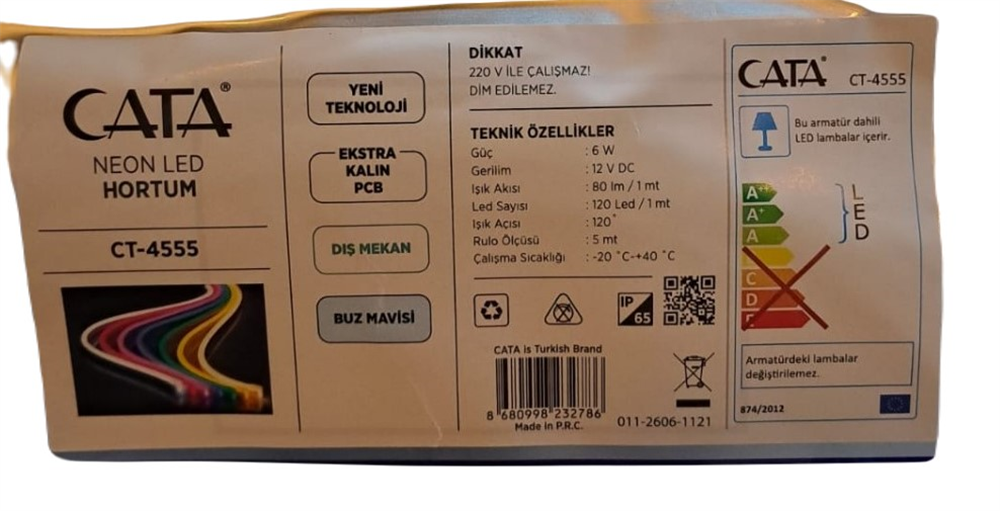 CATA®
NEON LED
HORTUM
CT-4555
YENİ
TEKNOLOJİ
EKSTRA
KALIN
PCB
DIŞ MEKAN
BUZ MAVİSİ
DİKKAT
220 V İLE ÇALIŞMAZ!
DİM EDİLEMEZ.
TEKNİK ÖZELLİKLER
Güç : 6 W
Gerilim : 12 V DC
Işık Akısı : 80 lm / 1 mt
Led Sayısı : 120 Led / 1 mt
Işık Açısı : 120°
Rulo Ölçüsü : 5 mt
Çalışma Sıcaklığı : -20 °C-+40 °C
IP
65
CATA is Turkish Brand
8 680998 232786
Made in P.R.C.
011-2606-1121
CATA® CT-4555
Bu armatür dahili
LED lambalar içerir.
A++
A+
A
C
D
E
L
E
D
Armatürdeki lambalar
değiştirilemez.
874/2012